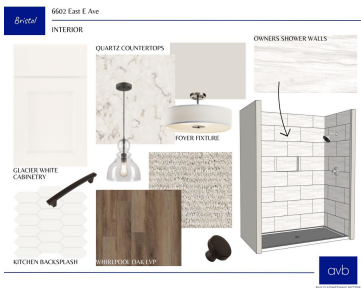 Bristol
6602 East E Ave
INTERIOR
QUARTZ COUNTERTOPS
OWNERS SHOWER WALLS
FOYER FIXTURE
GLACIER WHITE
CABINETRY
KITCHEN BACKSPLASH
WHIRLPOOL OAK LVP
avb